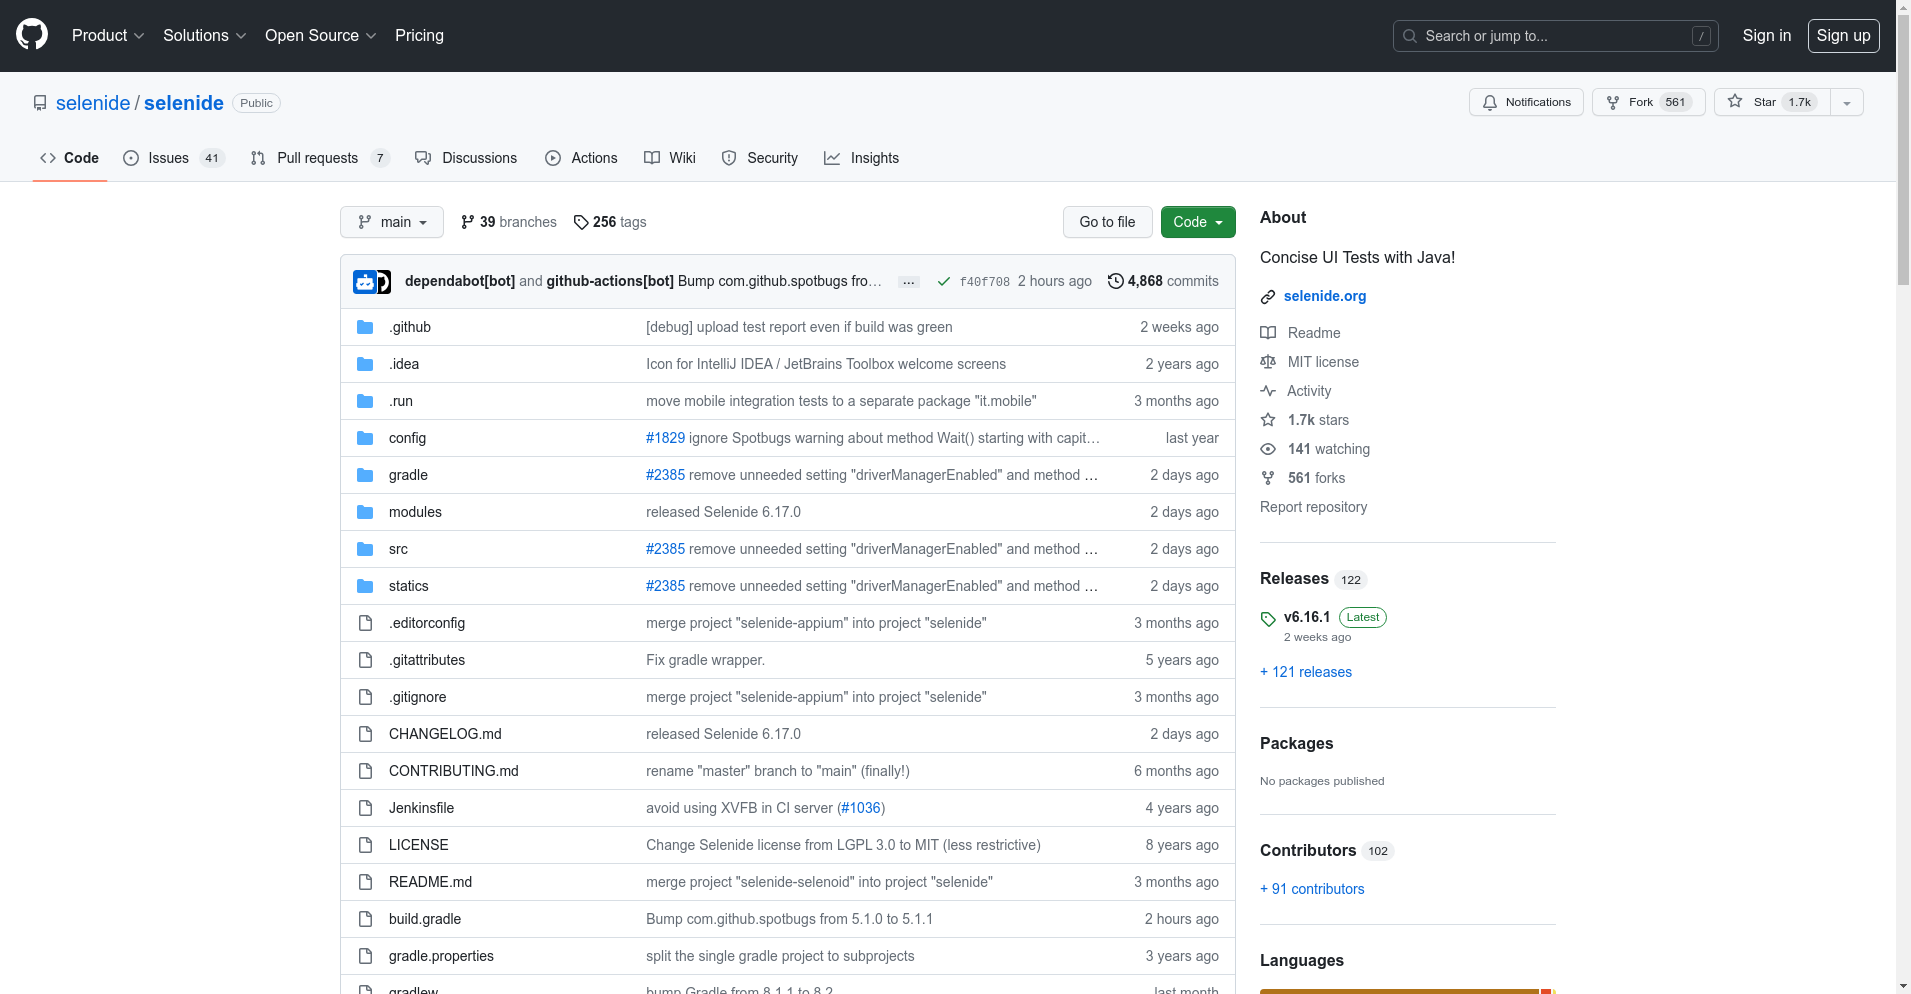 Product Solutions Open Source Pricing Search or jump to... / Sign in Sign up
selenide / selenide Public Notifications Fork 561 Star 1.7k
Code Issues 41 Pull requests 7 Discussions Actions Wiki Security Insights
main 39 branches 256 tags Go to file Code
dependabot[bot] and github-actions[bot] Bump com.github.spotbugs fro… … f40f708 2 hours ago 4,868 commits
.github [debug] upload test report even if build was green 2 weeks ago
.idea Icon for IntelliJ IDEA / JetBrains Toolbox welcome screens 2 years ago
.run move mobile integration tests to a separate package "it.mobile" 3 months ago
config #1829 ignore Spotbugs warning about method Wait() starting with capit… last year
gradle #2385 remove unneeded setting "driverManagerEnabled" and method … 2 days ago
modules released Selenide 6.17.0 2 days ago
src #2385 remove unneeded setting "driverManagerEnabled" and method … 2 days ago
statics #2385 remove unneeded setting "driverManagerEnabled" and method … 2 days ago
.editorconfig merge project "selenide-appium" into project "selenide" 3 months ago
.gitattributes Fix gradle wrapper. 5 years ago
.gitignore merge project "selenide-appium" into project "selenide" 3 months ago
CHANGELOG.md released Selenide 6.17.0 2 days ago
CONTRIBUTING.md rename "master" branch to "main" (finally!) 6 months ago
Jenkinsfile avoid using XVFB in CI server (#1036) 4 years ago
LICENSE Change Selenide license from LGPL 3.0 to MIT (less restrictive) 8 years ago
README.md merge project "selenide-selenoid" into project "selenide" 3 months ago
build.gradle Bump com.github.spotbugs from 5.1.0 to 5.1.1 2 hours ago
gradle.properties split the single gradle project to subprojects 3 years ago
gradlew bump Gradle from 8.1.1 to 8.2 last month
About
Concise UI Tests with Java!
selenide.org
Readme
MIT license
Activity
1.7k stars
141 watching
561 forks
Report repository
Releases 122
v6.16.1 Latest
2 weeks ago
+ 121 releases
Packages
No packages published
Contributors 102
+ 91 contributors
Languages